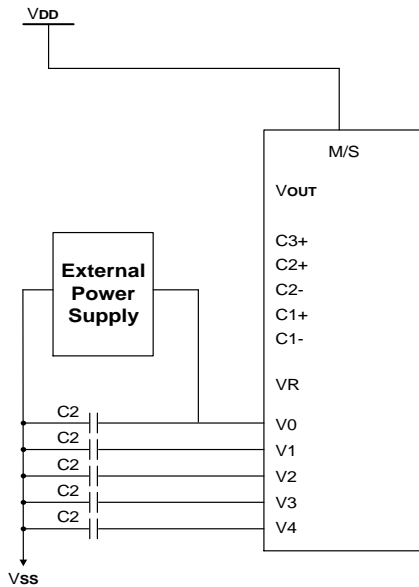 VDD
M/S
VOUT
C3+
C2+
C2-
C1+
C1-
VR
External
Power
Supply
C2
V0
C2
V1
C2
V2
C2
V3
C2
V4
VSS